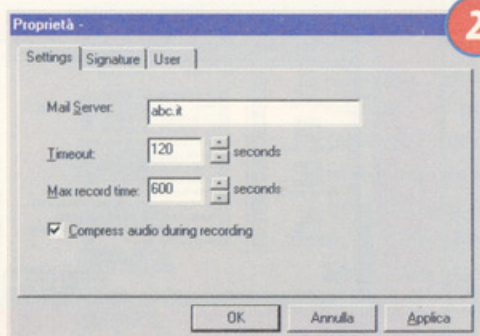 Proprietà -
2
Settings Signature User
Mail Server: abc.it
Timeout: 120 seconds
Max record time: 600 seconds
Compress audio during recording
OK Annulla Applica